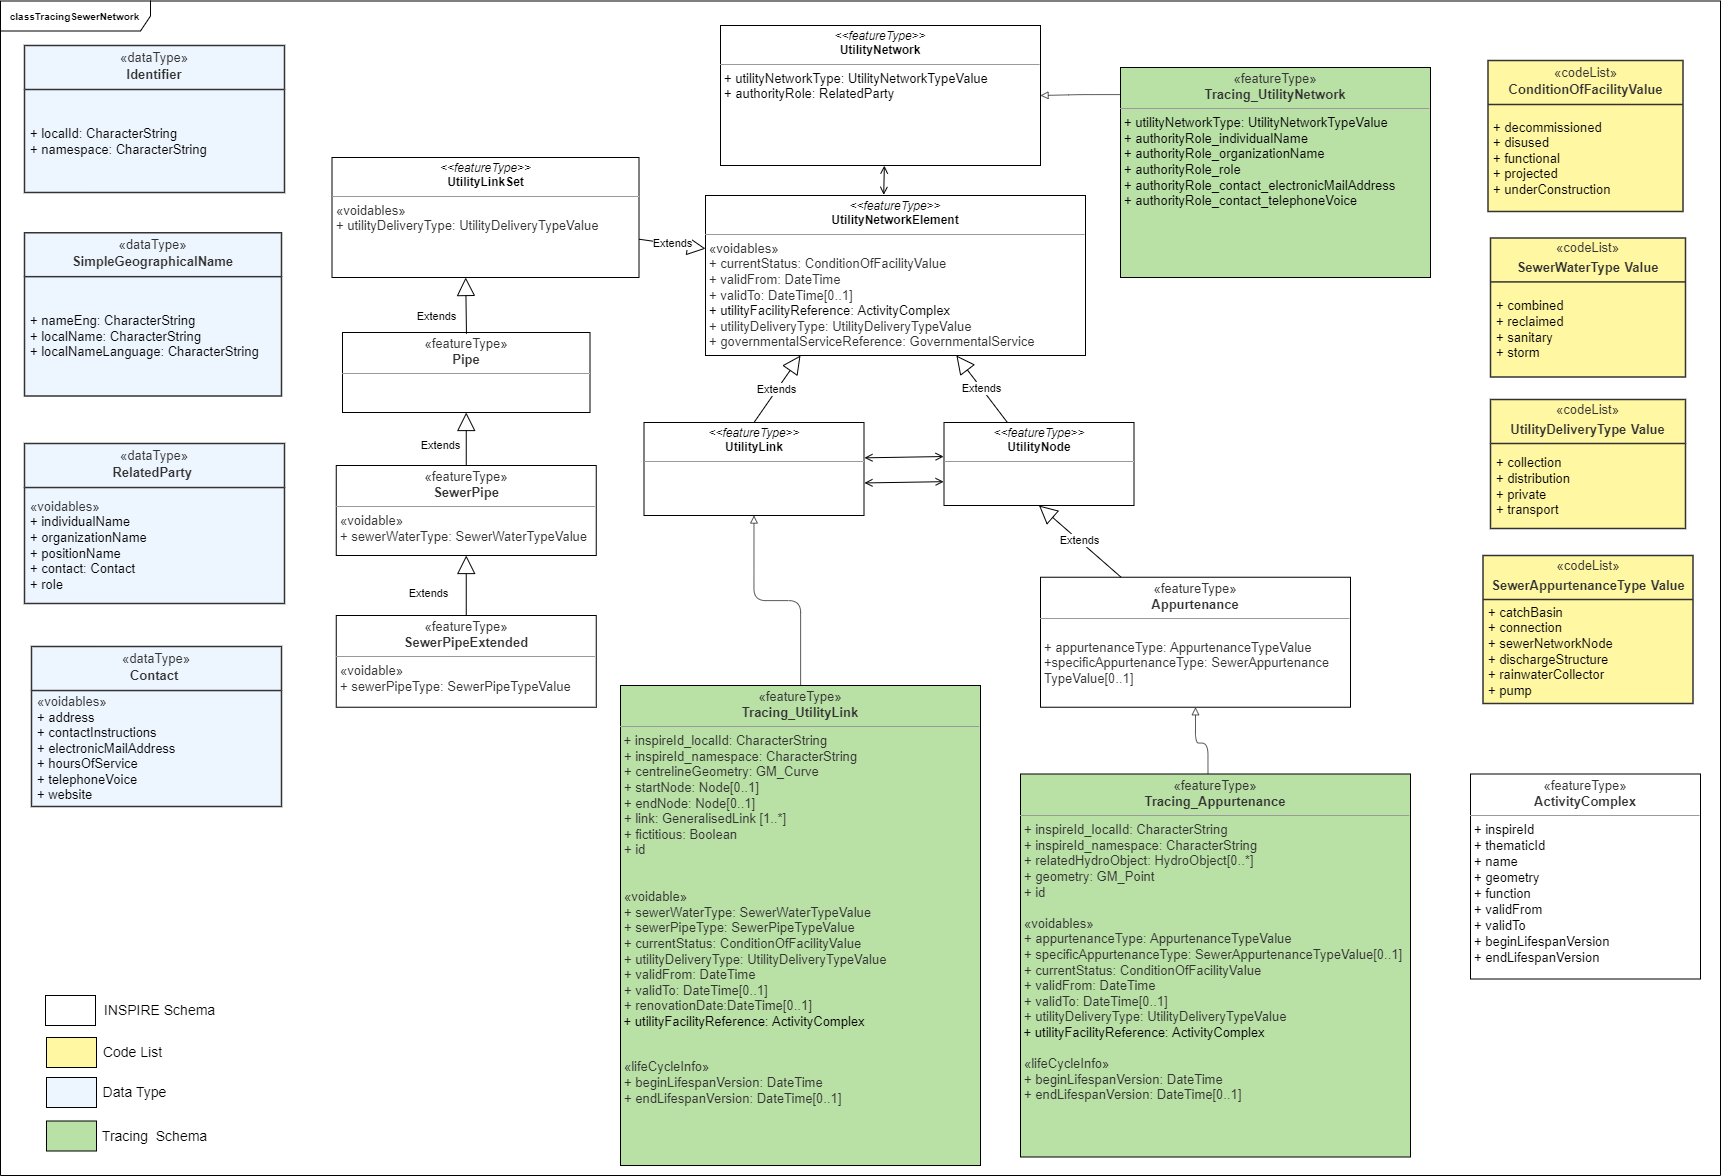 classTracingSewerNetwork
«dataType»
Identifier
+ localId: CharacterString
+ namespace: CharacterString
«dataType»
SimpleGeographicalName
+ nameEng: CharacterString
+ localName: CharacterString
+ localNameLanguage: CharacterString
«dataType»
RelatedParty
«voidables»
+ individualName
+ organizationName
+ positionName
+ contact: Contact
+ role
«dataType»
Contact
«voidables»
+ address
+ contactInstructions
+ electronicMailAddress
+ hoursOfService
+ telephoneVoice
+ website
INSPIRE Schema
Code List
Data Type
Tracing  Schema
<<featureType>>
UtilityLinkSet
«voidables»
+ utilityDeliveryType: UtilityDeliveryTypeValue
Extends
Extends
«featureType»
Pipe
Extends
«featureType»
SewerPipe
«voidable»
+ sewerWaterType: SewerWaterTypeValue
Extends
«featureType»
SewerPipeExtended
«voidable»
+ sewerPipeType: SewerPipeTypeValue
<<featureType>>
UtilityNetwork
+ utilityNetworkType: UtilityNetworkTypeValue
+ authorityRole: RelatedParty
<<featureType>>
UtilityNetworkElement
«voidables»
+ currentStatus: ConditionOfFacilityValue
+ validFrom: DateTime
+ validTo: DateTime[0..1]
+ utilityFacilityReference: ActivityComplex
+ utilityDeliveryType: UtilityDeliveryTypeValue
+ governmentalServiceReference: GovernmentalService
Extends
Extends
<<featureType>>
UtilityLink
<<featureType>>
UtilityNode
Extends
«featureType»
Tracing_UtilityLink
+ inspireId_localId: CharacterString
+ inspireId_namespace: CharacterString
+ centrelineGeometry: GM_Curve
+ startNode: Node[0..1]
+ endNode: Node[0..1]
+ link: GeneralisedLink [1..*]
+ fictitious: Boolean
+ id
«voidable»
+ sewerWaterType: SewerWaterTypeValue
+ sewerPipeType: SewerPipeTypeValue
+ currentStatus: ConditionOfFacilityValue
+ utilityDeliveryType: UtilityDeliveryTypeValue
+ validFrom: DateTime
+ validTo: DateTime[0..1]
+ renovationDate:DateTime[0..1]
+ utilityFacilityReference: ActivityComplex
«lifeCycleInfo»
+ beginLifespanVersion: DateTime
+ endLifespanVersion: DateTime[0..1]
«featureType»
Tracing_UtilityNetwork
+ utilityNetworkType: UtilityNetworkTypeValue
+ authorityRole_individualName
+ authorityRole_organizationName
+ authorityRole_role
+ authorityRole_contact_electronicMailAddress
+ authorityRole_contact_telephoneVoice
«featureType»
Appurtenance
+ appurtenanceType: AppurtenanceTypeValue
+specificAppurtenanceType: SewerAppurtenance
TypeValue[0..1]
«featureType»
Tracing_Appurtenance
+ inspireId_localId: CharacterString
+ inspireId_namespace: CharacterString
+ relatedHydroObject: HydroObject[0..*]
+ geometry: GM_Point
+ id
«voidables»
+ appurtenanceType: AppurtenanceTypeValue
+ specificAppurtenanceType: SewerAppurtenanceTypeValue[0..1]
+ currentStatus: ConditionOfFacilityValue
+ validFrom: DateTime
+ validTo: DateTime[0..1]
+ utilityDeliveryType: UtilityDeliveryTypeValue
+ utilityFacilityReference: ActivityComplex
«lifeCycleInfo»
+ beginLifespanVersion: DateTime
+ endLifespanVersion: DateTime[0..1]
«codeList»
ConditionOfFacilityValue
+ decommissioned
+ disused
+ functional
+ projected
+ underConstruction
«codeList»
SewerWaterType Value
+ combined
+ reclaimed
+ sanitary
+ storm
«codeList»
UtilityDeliveryType Value
+ collection
+ distribution
+ private
+ transport
«codeList»
SewerAppurtenanceType Value
+ catchBasin
+ connection
+ sewerNetworkNode
+ dischargeStructure
+ rainwaterCollector
+ pump
«featureType»
ActivityComplex
+ inspireId
+ thematicId
+ name
+ geometry
+ function
+ validFrom
+ validTo
+ beginLifespanVersion
+ endLifespanVersion